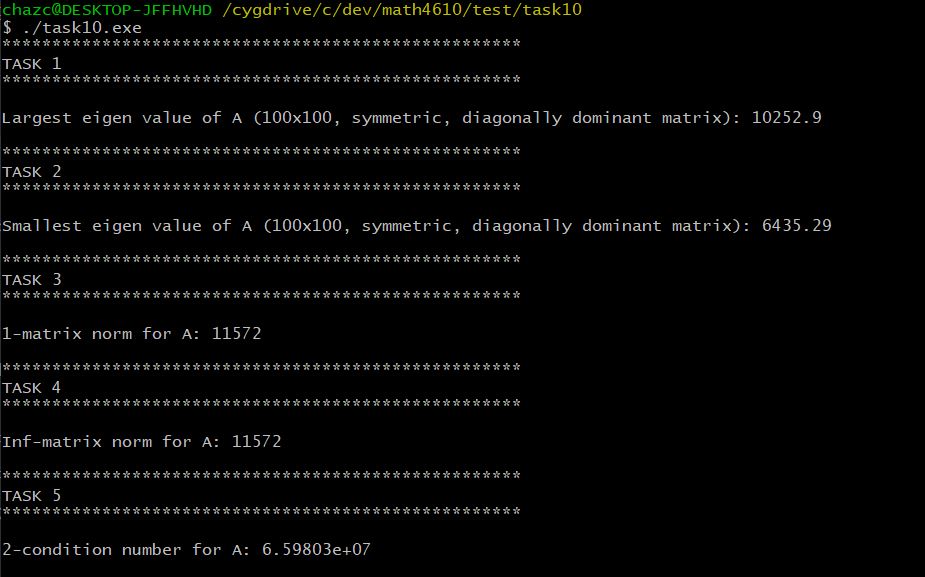 chazc@DESKTOP-JFFHVHD /cygdrive/c/dev/math4610/test/task10
$ ./task10.exe
****************************************************
TASK 1
****************************************************
Largest eigen value of A (100x100, symmetric, diagonally dominant matrix): 10252.9
****************************************************
TASK 2
****************************************************
Smallest eigen value of A (100x100, symmetric, diagonally dominant matrix): 6435.29
****************************************************
TASK 3
****************************************************
1-matrix norm for A: 11572
****************************************************
TASK 4
****************************************************
Inf-matrix norm for A: 11572
****************************************************
TASK 5
****************************************************
2-condition number for A: 6.59803e+07